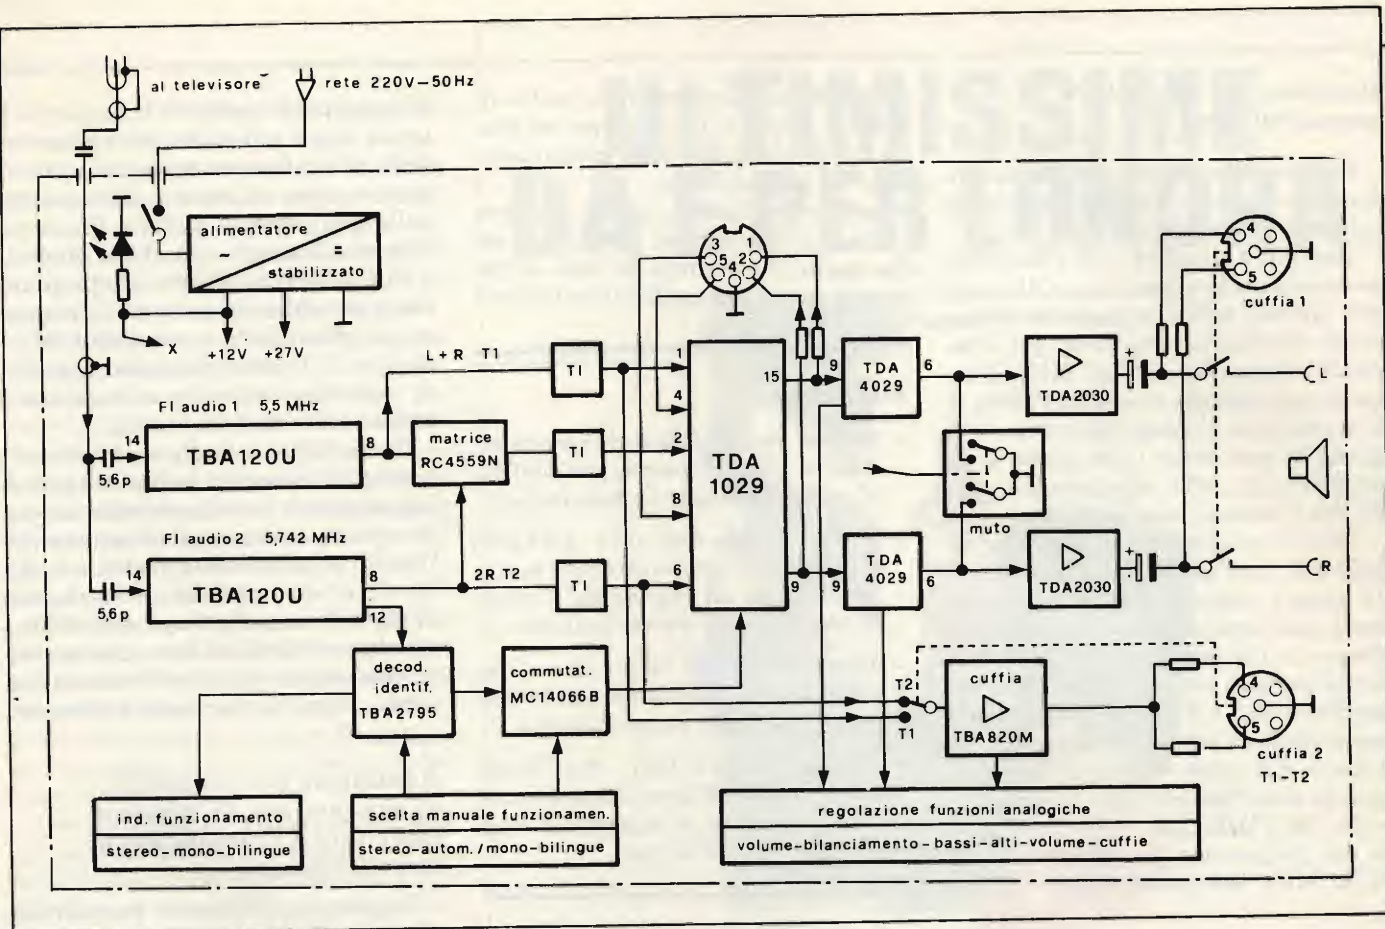 al televisore
rete 220V-50Hz
alimentatore
~
=
stabilizzato
x
+12V
+27V
FI audio 1 5,5 MHz
14
TBA120U
8
5,6p
L+R T1
matrice
RC4559N
TI
TI
FI audio 2 5,742 MHz
14
TBA120U
8
12
5,6p
2R T2
TI
3
1
5
2
4
1
4
2
8
6
TDA
1029
15
9
9
TDA
4029
6
9
TDA
4029
6
TDA2030
+
muto
TDA2030
+
4
5
cuffia 1
L
R
decod.
identif.
TBA2795
commutat.
MC14066B
T2
T1
cuffia
TBA820M
4
5
cuffia 2
T1-T2
ind. funzionamento
stereo-mono-bilingue
scelta manuale funzionamen.
stereo-autom./mono-bilingue
regolazione funzioni analogiche
volume-bilanciamento-bassi-alti-volume-cuffie